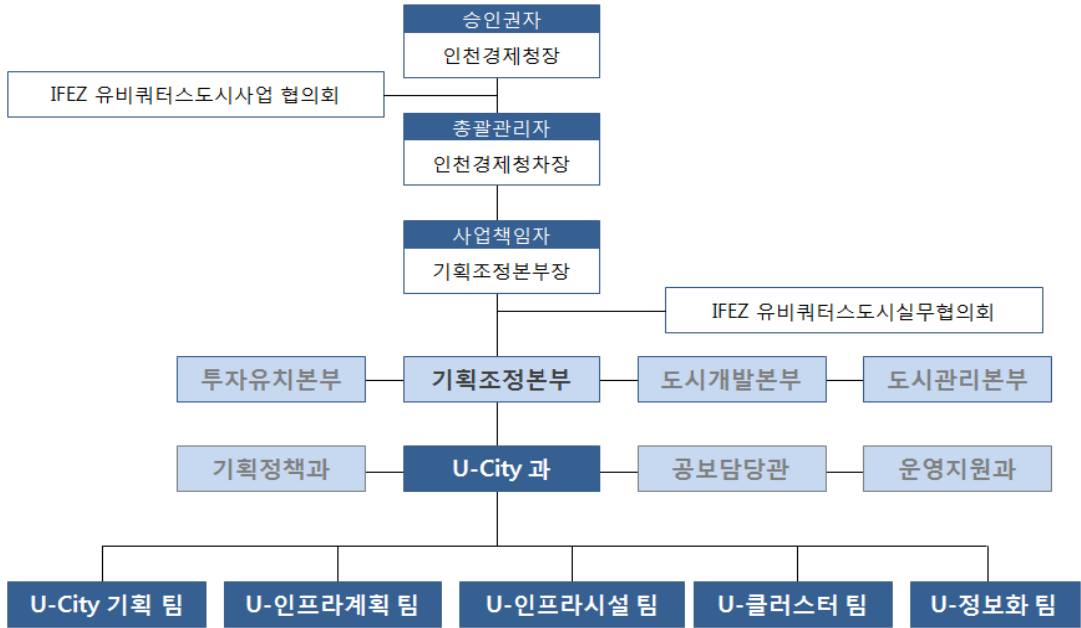 승인권자
인천경제청장
IFEZ 유비쿼터스도시사업 협의회
총괄관리자
인천경제청차장
사업책임자
기획조정본부장
IFEZ 유비쿼터스도시실무협의회
투자유치본부
기획조정본부
도시개발본부
도시관리본부
기획정책과
U-City 과
공보담당관
운영지원과
U-City 기획 팀
U-인프라계획 팀
U-인프라시설 팀
U-클러스터 팀
U-정보화 팀